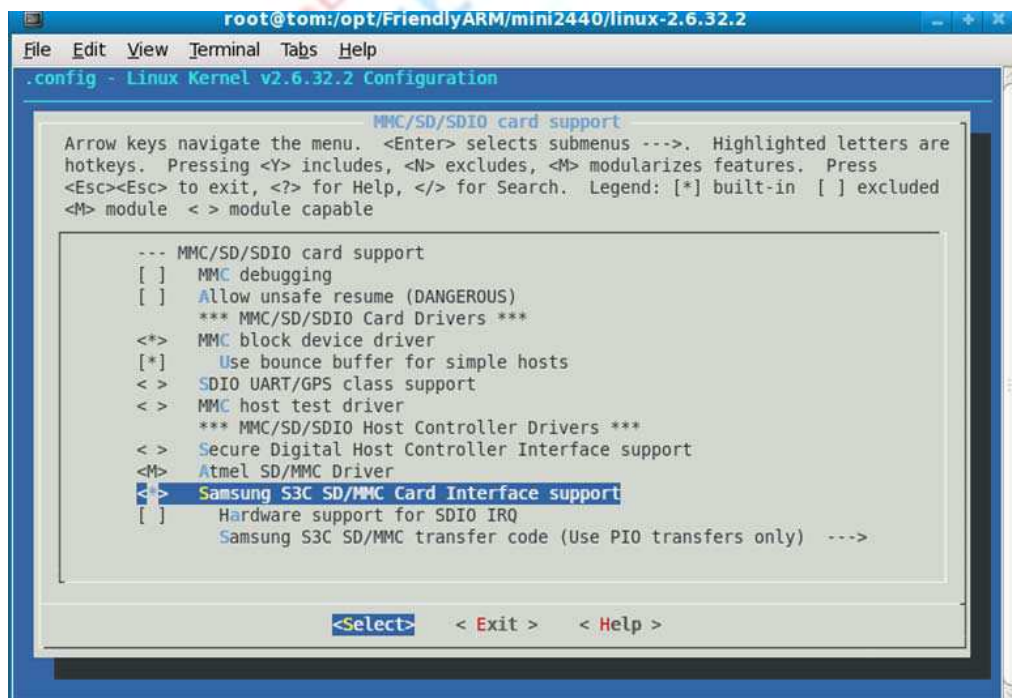 root@tom:/opt/FriendlyARM/mini2440/linux-2.6.32.2
File Edit View Terminal Tabs Help
.config - Linux Kernel v2.6.32.2 Configuration
MMC/SD/SDIO card support
Arrow keys navigate the menu. <Enter> selects submenus --->. Highlighted letters are
hotkeys. Pressing <Y> includes, <N> excludes, <M> modularizes features. Press
<Esc><Esc> to exit, <?> for Help, </> for Search. Legend: [*] built-in [ ] excluded
<M> module < > module capable
--- MMC/SD/SDIO card support
[ ] MMC debugging
[ ] Allow unsafe resume (DANGEROUS)
*** MMC/SD/SDIO Card Drivers ***
<*> MMC block device driver
[*] Use bounce buffer for simple hosts
< > SDIO UART/GPS class support
< > MMC host test driver
*** MMC/SD/SDIO Host Controller Drivers ***
< > Secure Digital Host Controller Interface support
<M> Atmel SD/MMC Driver
<*> Samsung S3C SD/MMC Card Interface support
[ ] Hardware support for SDIO IRQ
Samsung S3C SD/MMC transfer code (Use PIO transfers only) --->
<Select> < Exit > < Help >